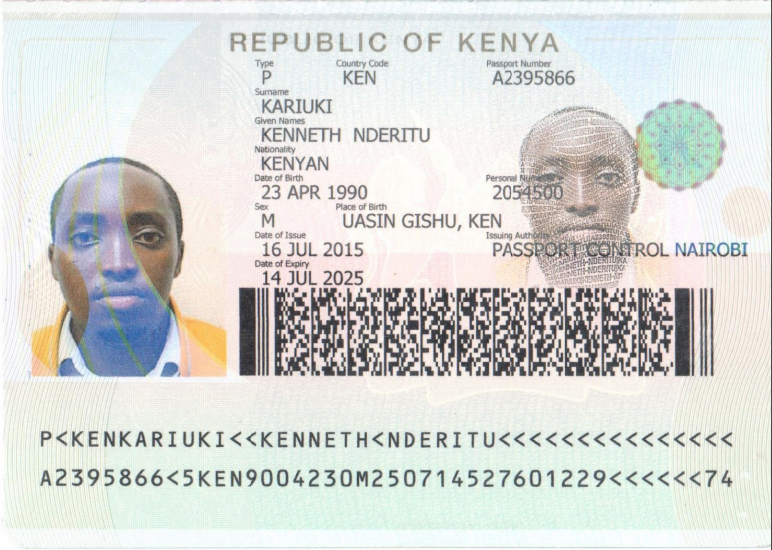 REPUBLIC OF KENYA
Type Country Code Passport Number
P KEN A2395866
Surname
KARIUKI
Given Names
KENNETH NDERITU
Nationality
KENYAN
Date of Birth Personal Number
23 APR 1990 2054500
Sex Place of Birth
M UASIN GISHU, KEN
Date of Issue Issuing Authority
16 JUL 2015 PASSPORT CONTROL NAIROBI
Date of Expiry
14 JUL 2025
P<KENKARIUKI<<KENNETH<NDERITU<<<<<<<<<<<<<<<
A2395866<5KEN9004230M250714527601229<<<<<<74